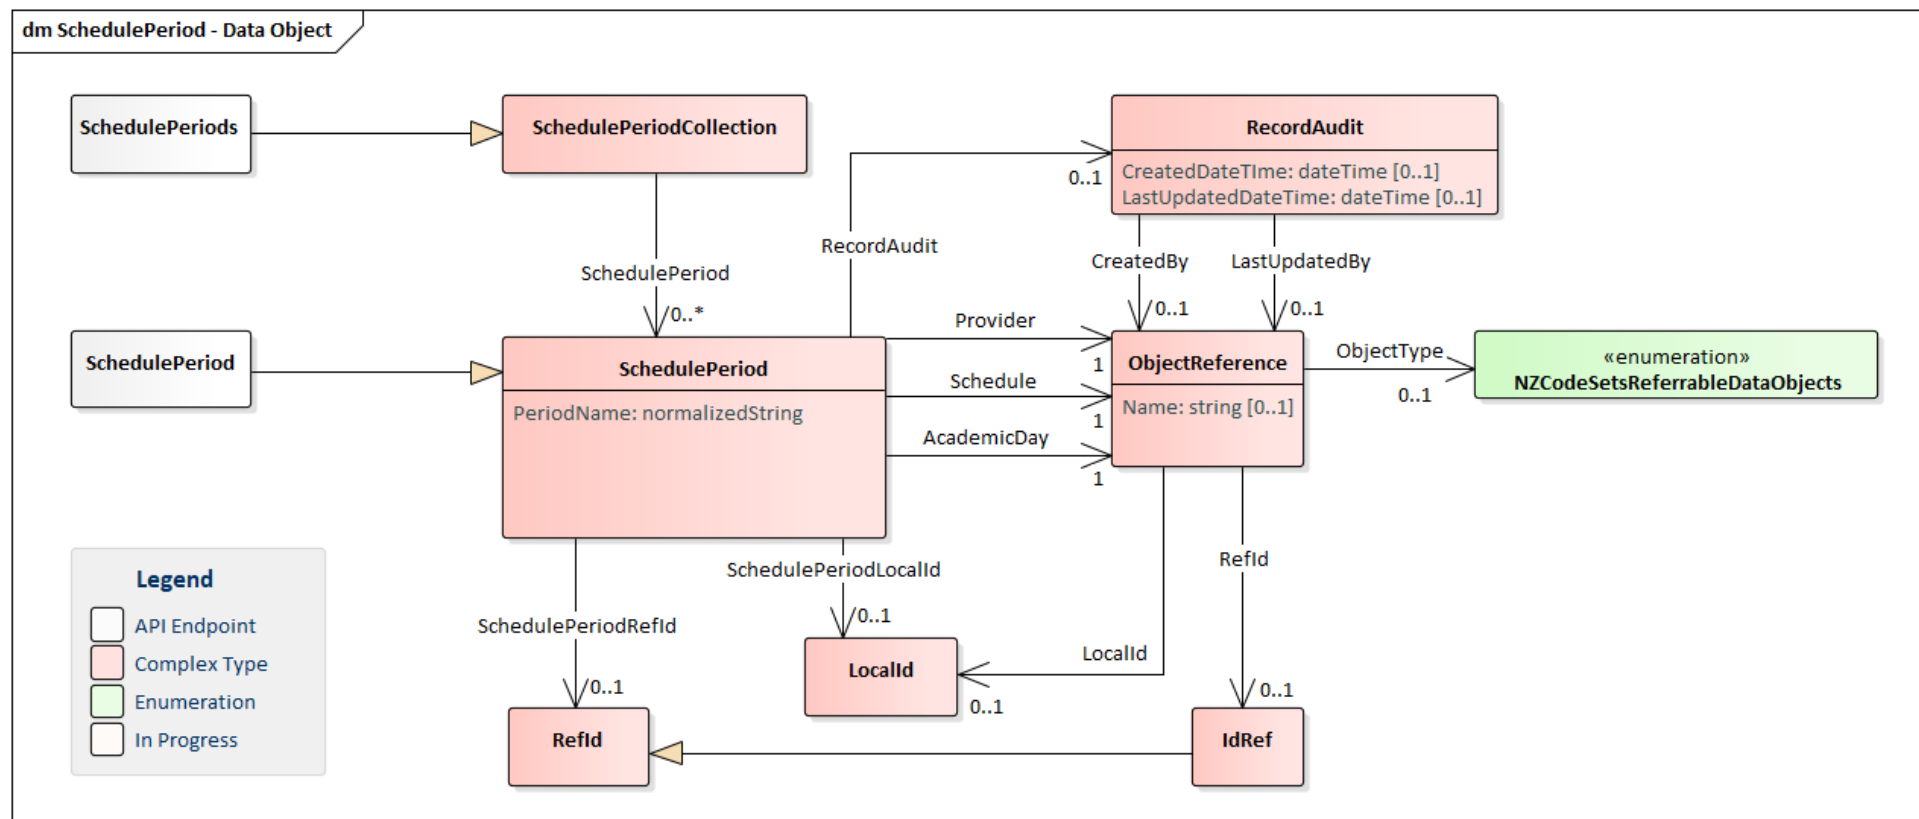 dm SchedulePeriod - Data Object
SchedulePeriods
SchedulePeriodCollection
RecordAudit
CreatedDateTIme: dateTime [0..1]
LastUpdatedDateTime: dateTime [0..1]
0..1
RecordAudit
SchedulePeriod
0..*
CreatedBy
0..1
LastUpdatedBy
0..1
SchedulePeriod
SchedulePeriod
PeriodName: normalizedString
Provider
1
Schedule
1
AcademicDay
1
ObjectReference
Name: string [0..1]
ObjectType
0..1
«enumeration»
NZCodeSetsReferrableDataObjects
Legend
API Endpoint
Complex Type
Enumeration
In Progress
SchedulePeriodRefId
0..1
SchedulePeriodLocalId
0..1
LocalId
LocalId
0..1
RefId
0..1
RefId
IdRef